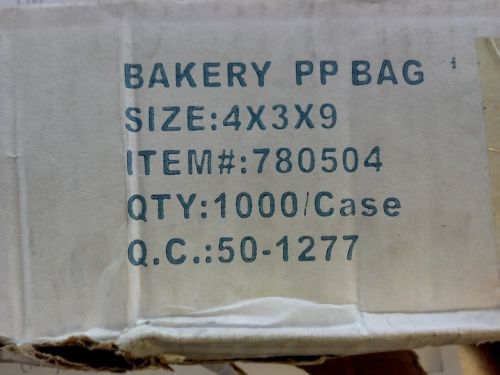 BAKERY PP BAG
SIZE:4X3X9
ITEM#:780504
QTY:1000/Case
Q.C.:50-1277